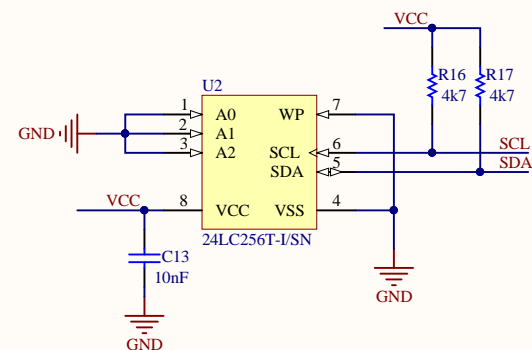 VCC
U2
R16
4k7
R17
4k7
1
A0
WP
7
GND
2
A1
3
A2
SCL
6
SCL
SDA
5
SDA
VCC
8
VCC
VSS
4
24LC256T-I/SN
C13
10nF
GND
GND